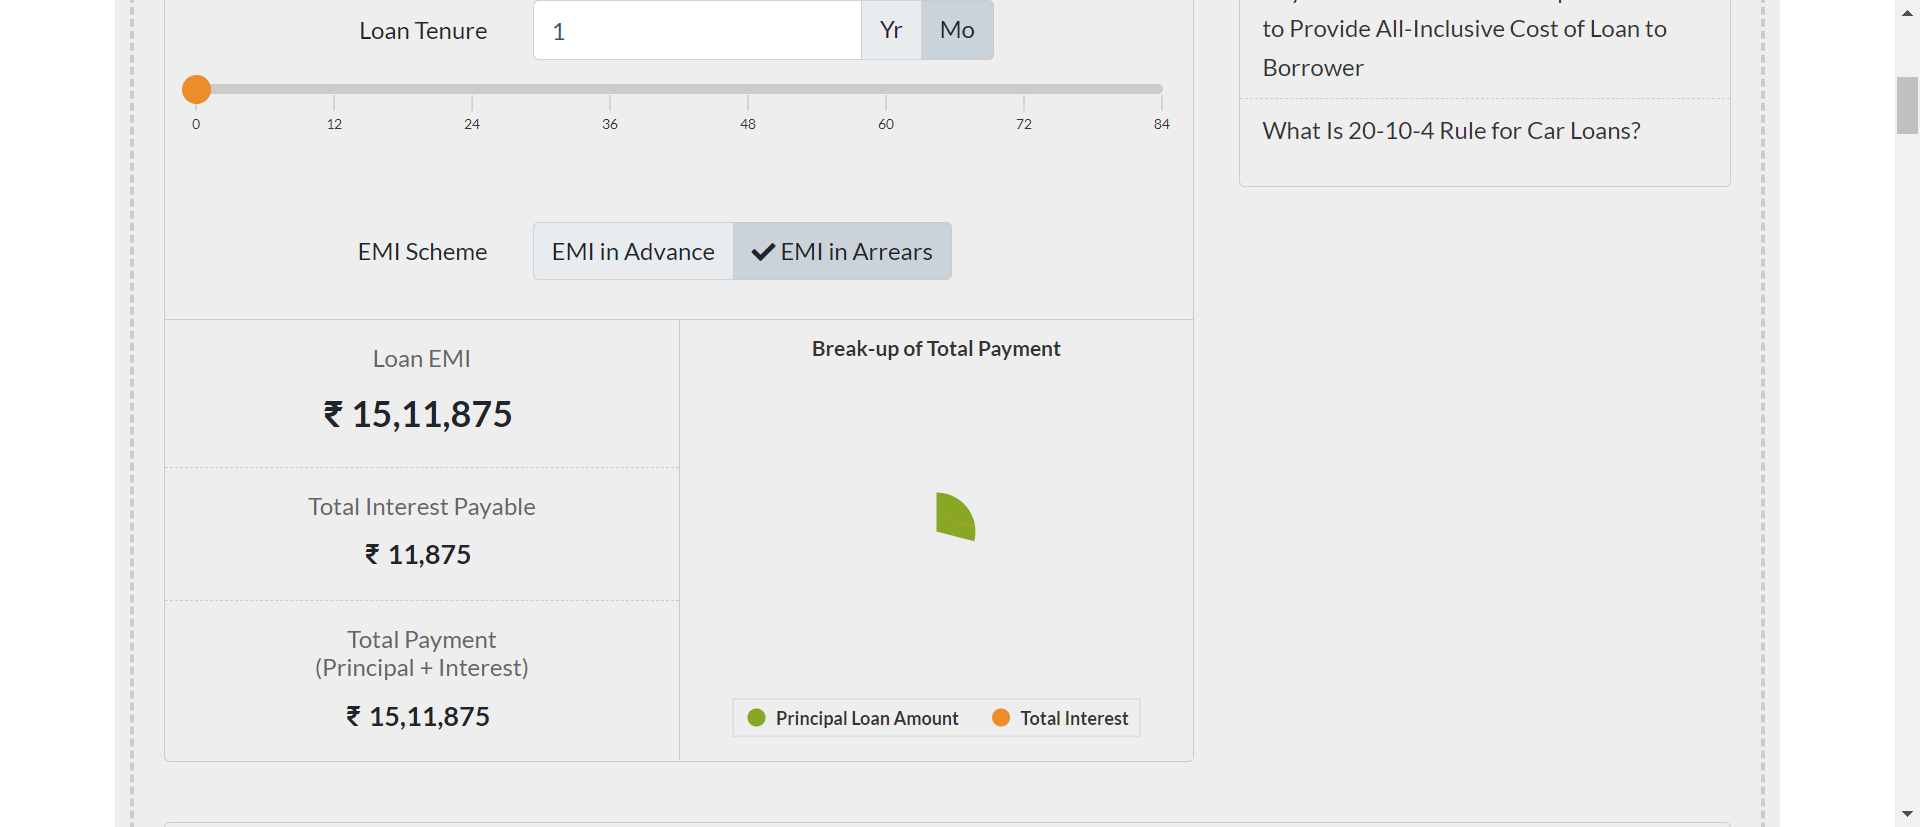 Loan Tenure
1
Yr
Mo
0 12 24 36 48 60 72 84
EMI Scheme
EMI in Advance
EMI in Arrears
Loan EMI
₹ 15,11,875
Total Interest Payable
₹ 11,875
Total Payment
(Principal + Interest)
₹ 15,11,875
Break-up of Total Payment
Principal Loan Amount
Total Interest
to Provide All-Inclusive Cost of Loan to
Borrower
What Is 20-10-4 Rule for Car Loans?